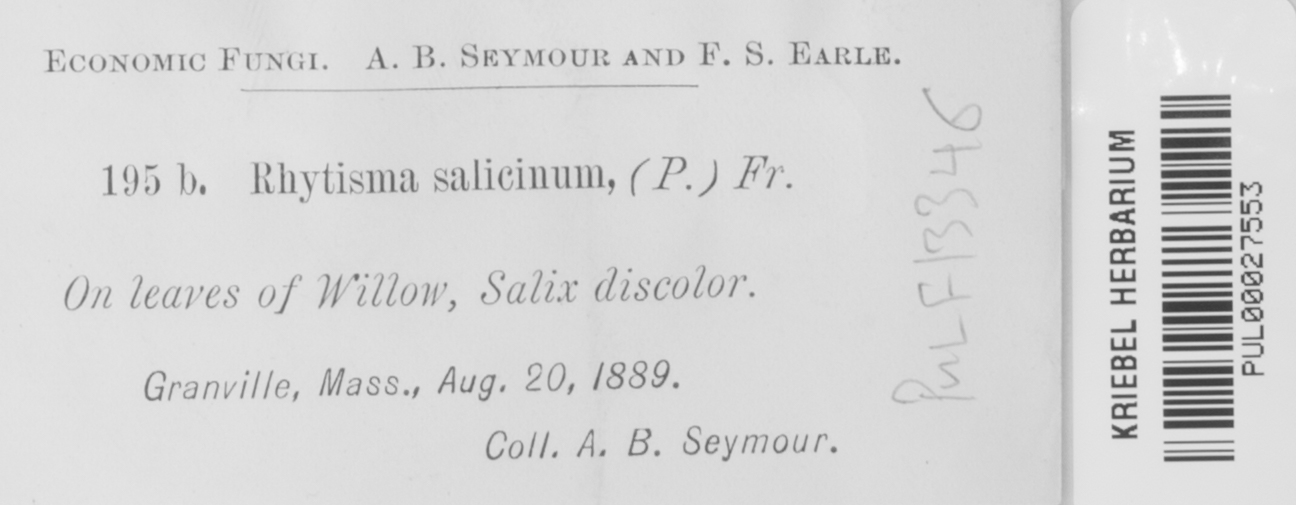 ECONOMIC FUNGI. A. B. SEYMOUR AND F. S. EARLE.
195 b. Rhytisma salicinum, (P.) Fr.
On leaves of Willow, Salix discolor.
Granville, Mass., Aug. 20, 1889.
Coll. A. B. Seymour.
PuLF13346
KRIEBEL HERBARIUM
PUL00027553